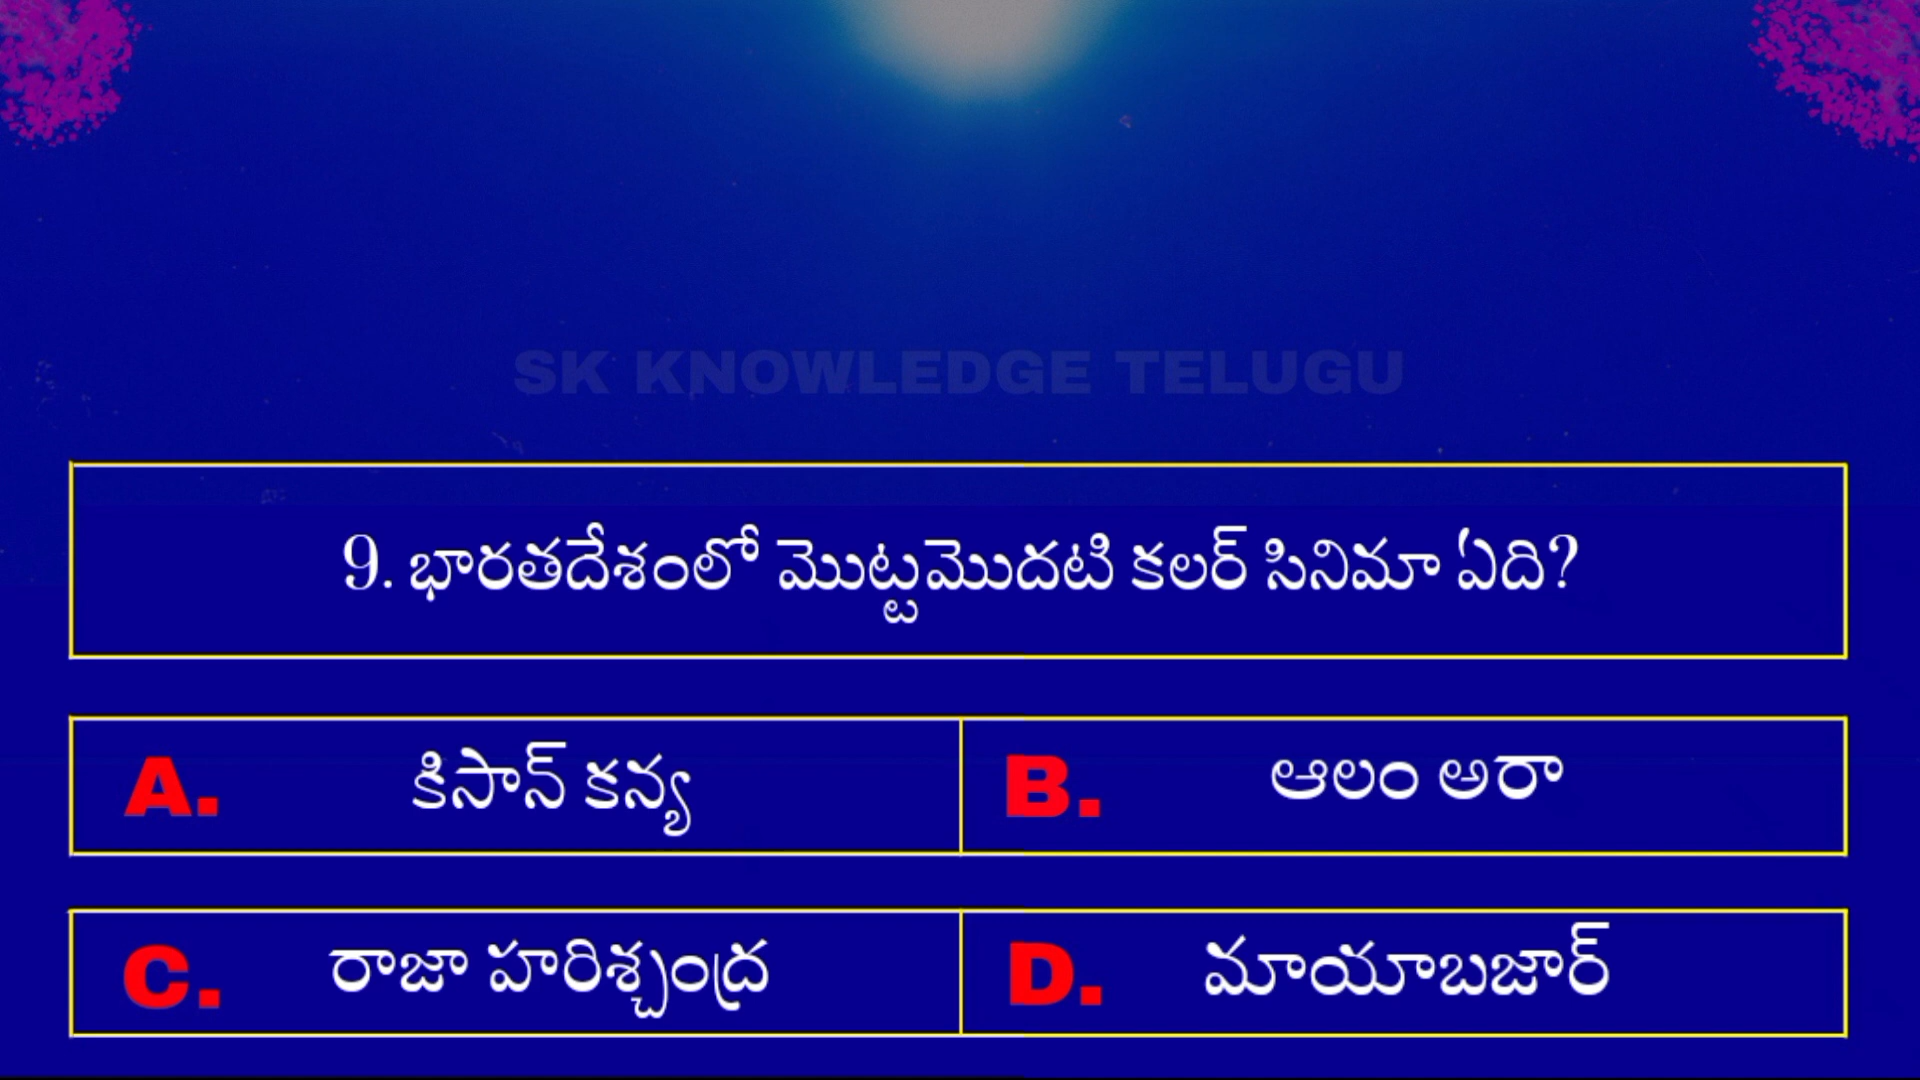 SK KNOWLEDGE TELUGU
9. భారతదేశంలో మొట్టమొదటి కలర్ సినిమా ఏది?
A. కిసాన్ కన్య
B. ఆలం అరా
C. రాజా హరిశ్చంద్ర
D. మాయాబజార్